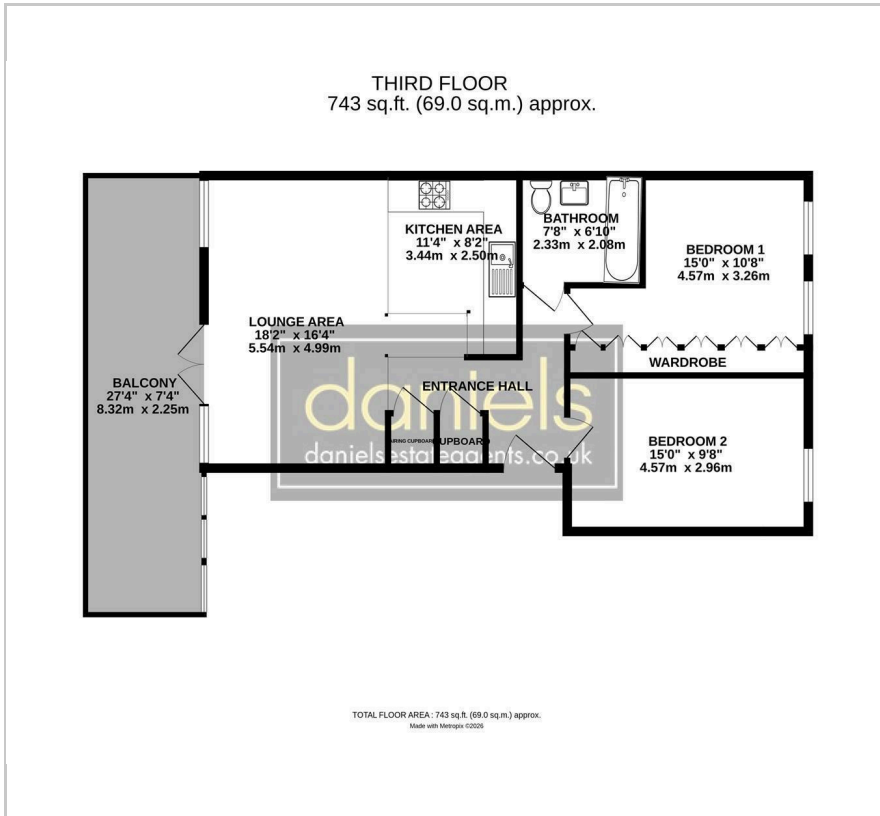 THIRD FLOOR
743 sq.ft. (69.0 sq.m.) approx.
KITCHEN AREA
11'4" x 8'2"
3.44m x 2.50m
BATHROOM
7'8" x 6'10"
2.33m x 2.08m
BEDROOM 1
15'0" x 10'8"
4.57m x 3.26m
LOUNGE AREA
18'2" x 16'4"
5.54m x 4.99m
WARDROBE
BALCONY
27'4" x 7'4"
8.32m x 2.25m
ENTRANCE HALL
daniels
AIRING CUPBOARD
UPBOARD
BEDROOM 2
15'0" x 9'8"
4.57m x 2.96m
danielsestateagents.co.uk
TOTAL FLOOR AREA : 743 sq.ft. (69.0 sq.m.) approx.
Made with Metropix ©2026